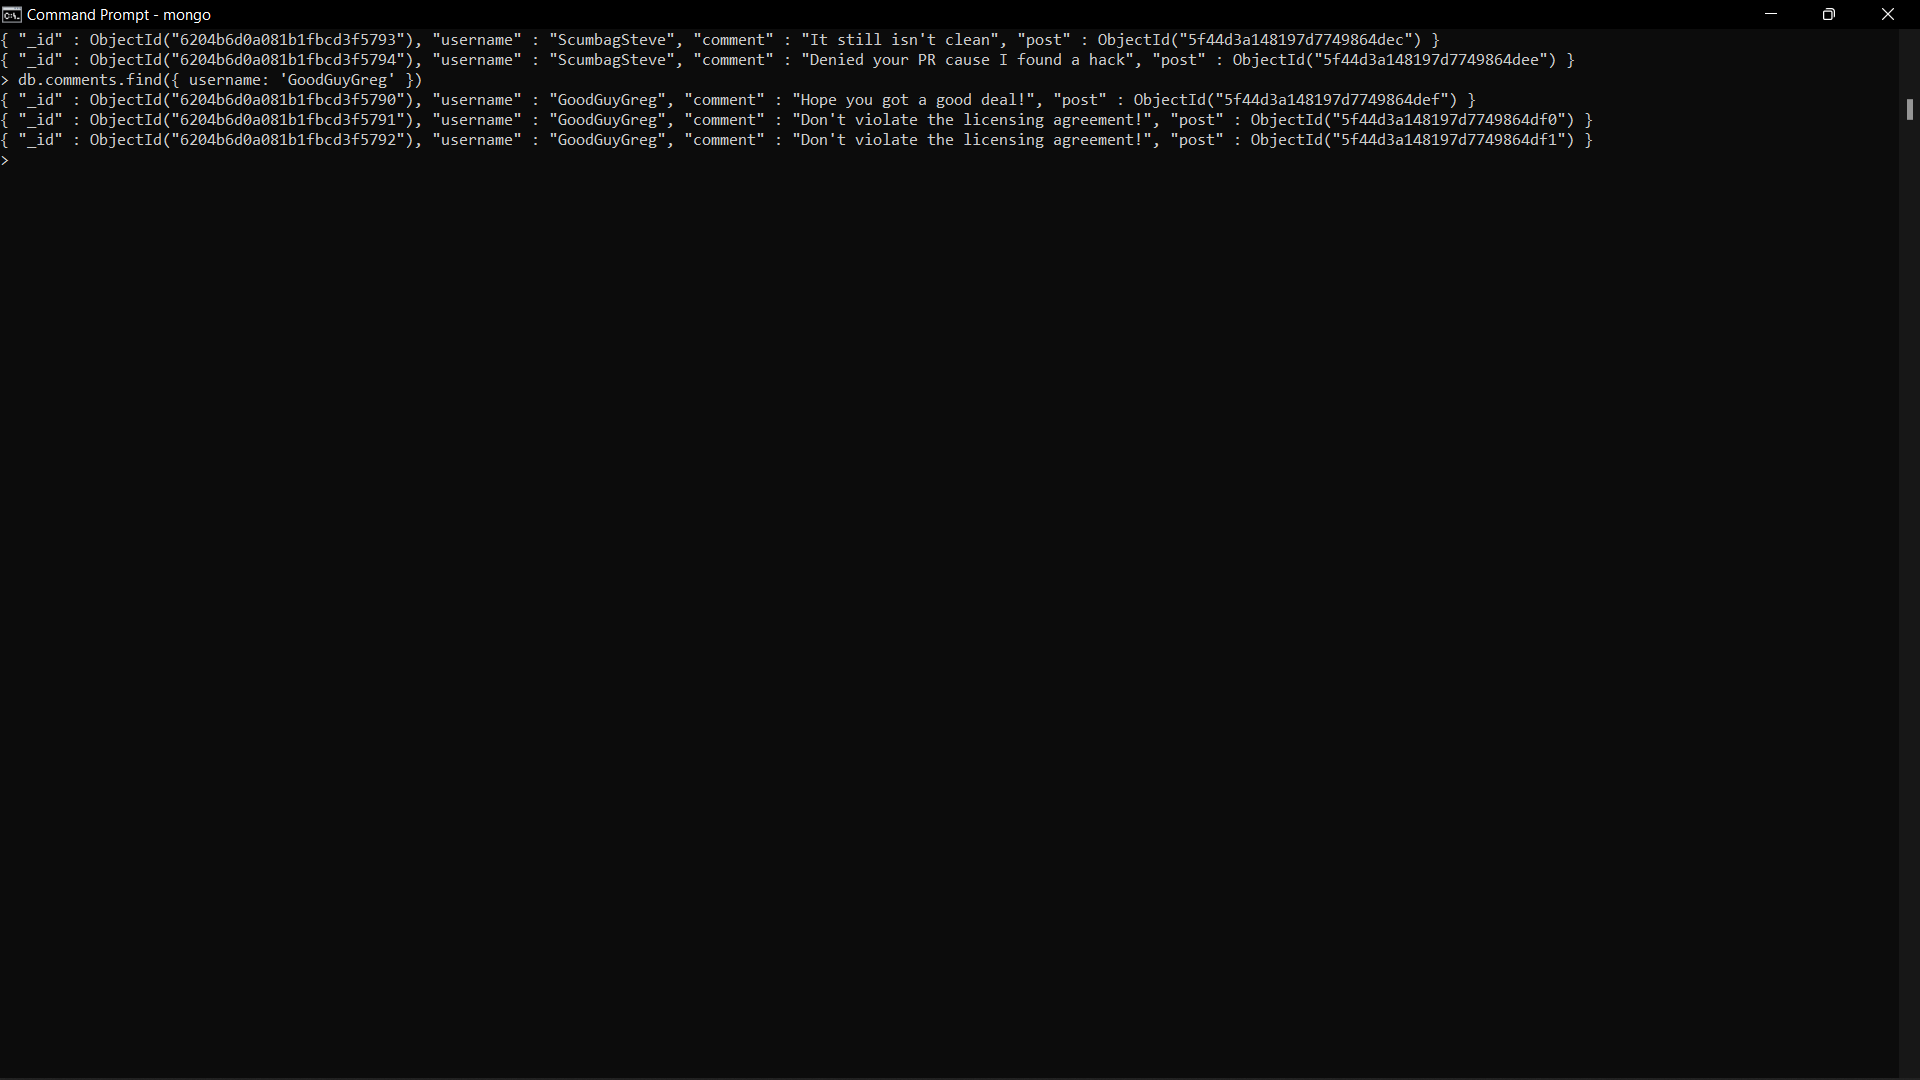 Command Prompt - mongo
{ "_id" : ObjectId("6204b6d0a081b1fbcd3f5793"), "username" : "ScumbagSteve", "comment" : "It still isn't clean", "post" : ObjectId("5f44d3a148197d7749864dec") }
{ "_id" : ObjectId("6204b6d0a081b1fbcd3f5794"), "username" : "ScumbagSteve", "comment" : "Denied your PR cause I found a hack", "post" : ObjectId("5f44d3a148197d7749864dee") }
> db.comments.find({ username: 'GoodGuyGreg' })
{ "_id" : ObjectId("6204b6d0a081b1fbcd3f5790"), "username" : "GoodGuyGreg", "comment" : "Hope you got a good deal!", "post" : ObjectId("5f44d3a148197d7749864def") }
{ "_id" : ObjectId("6204b6d0a081b1fbcd3f5791"), "username" : "GoodGuyGreg", "comment" : "Don't violate the licensing agreement!", "post" : ObjectId("5f44d3a148197d7749864df0") }
{ "_id" : ObjectId("6204b6d0a081b1fbcd3f5792"), "username" : "GoodGuyGreg", "comment" : "Don't violate the licensing agreement!", "post" : ObjectId("5f44d3a148197d7749864df1") }
>